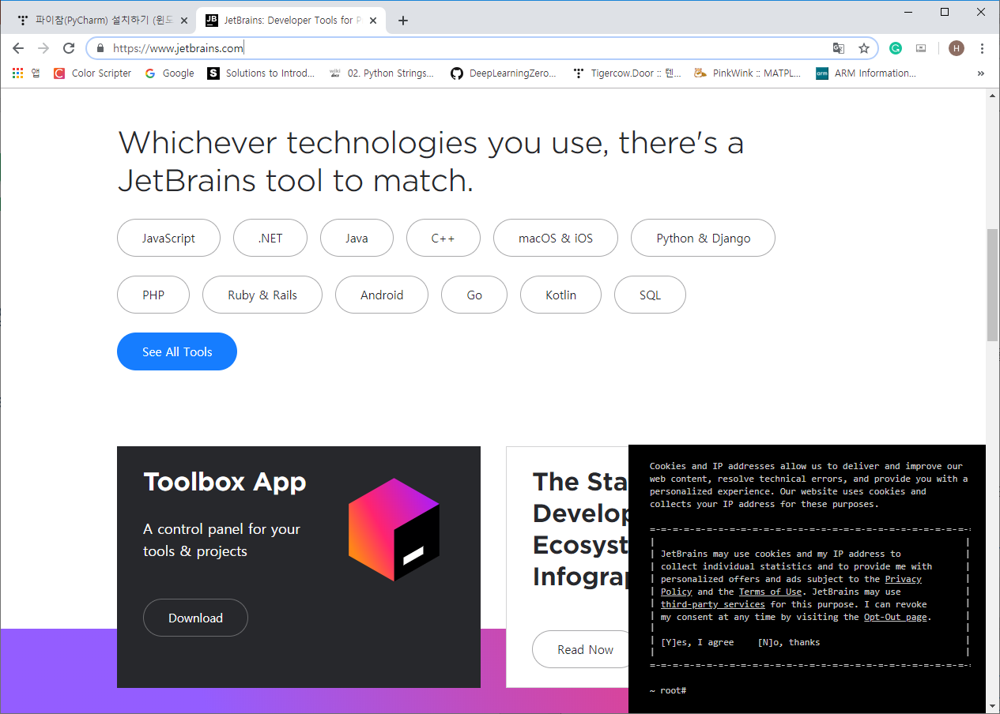 파이참(PyCharm) 설치하기 (윈도
JB
JetBrains: Developer Tools for P
https://www.jetbrains.com
H
앱
Color Scripter
Google
Solutions to Introd...
02. Python Strings...
DeepLearningZero...
Tigercow.Door :: 텐...
PinkWink :: MATPL...
arm
ARM Information...
Whichever technologies you use, there's a
JetBrains tool to match.
JavaScript
.NET
Java
C++
macOS & iOS
Python & Django
PHP
Ruby & Rails
Android
Go
Kotlin
SQL
See All Tools
Toolbox App
A control panel for your
tools & projects
Download
The Sta
Develop
Ecosyst
Infograp
Read Now
Cookies and IP addresses allow us to deliver and improve our
web content, resolve technical errors, and provide you with a
personalized experience. Our website uses cookies and
collects your IP address for these purposes.
JetBrains may use cookies and my IP address to
collect individual statistics and to provide me with
personalized offers and ads subject to the Privacy
Policy and the Terms of Use. JetBrains may use
third-party services for this purpose. I can revoke
my consent at any time by visiting the Opt-Out page.
[Y]es, I agree [N]o, thanks
~ root#